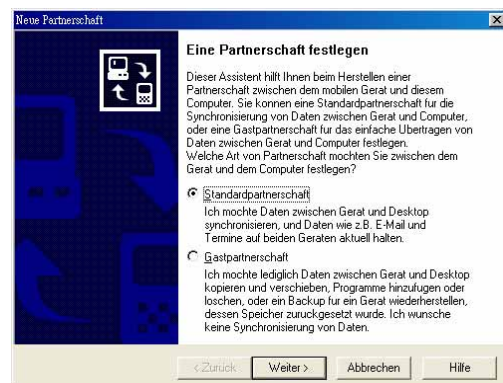 Neue Partnerschaft
Eine Partnerschaft festlegen
Dieser Assistent hilft Ihnen beim Herstellen einer
Partnerschaft zwischen dem mobilen Gerat und diesem
Computer. Sie konnen eine Standardpartnerschaft fur die
Synchronisierung von Daten zwischen Gerat und Computer,
oder eine Gastpartnerschaft fur das einfache Ubertragen von
Daten zwischen Gerat und Computer festlegen.
Welche Art von Partnerschaft mochten Sie zwischen dem
Gerat und dem Computer festlegen?
Standardpartnerschaft
Ich mochte Daten zwischen Gerat und Desktop
synchronisieren, und Daten wie z.B. E-Mail und
Termine auf beiden Geraten aktuell halten.
Gastpartnerschaft
Ich mochte lediglich Daten zwischen Gerat und Desktop
kopieren und verschieben, Programme hinzufugen oder
loschen, oder ein Backup fur ein Gerat wiederherstellen,
dessen Speicher zuruckgesetzt wurde. Ich wunsche
keine Synchronisierung von Daten.
< Zuruck Weiter > Abbrechen Hilfe